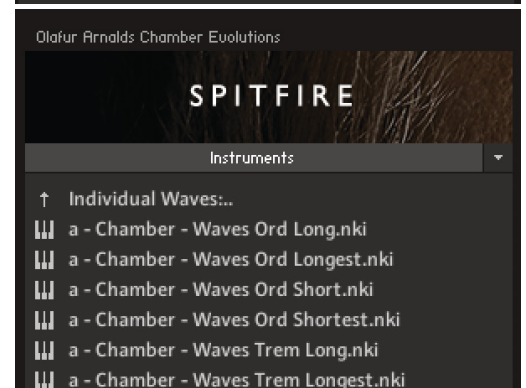 Olafur Arnalds Chamber Evolutions
SPITFIRE
Instruments
Individual Waves:..
a - Chamber - Waves Ord Long.nki
a - Chamber - Waves Ord Longest.nki
a - Chamber - Waves Ord Short.nki
a - Chamber - Waves Ord Shortest.nki
a - Chamber - Waves Trem Long.nki
a - Chamber - Waves Trem Longest.nki